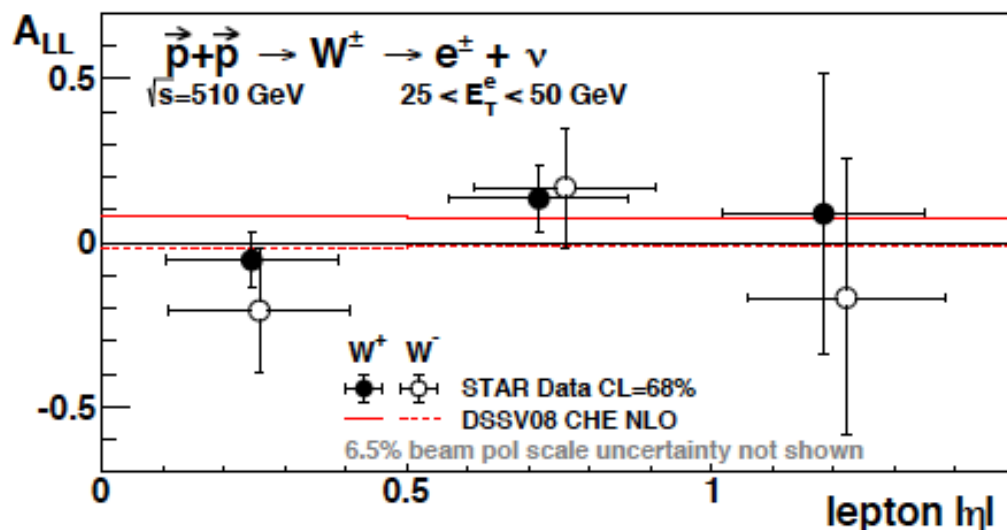 A_LL
p+p → W± → e± + ν
√s=510 GeV
25 < E_T^e < 50 GeV
0.5
0
-0.5
W+ W-
STAR Data CL=68%
DSSV08 CHE NLO
6.5% beam pol scale uncertainty not shown
0 0.5 1
lepton |η|